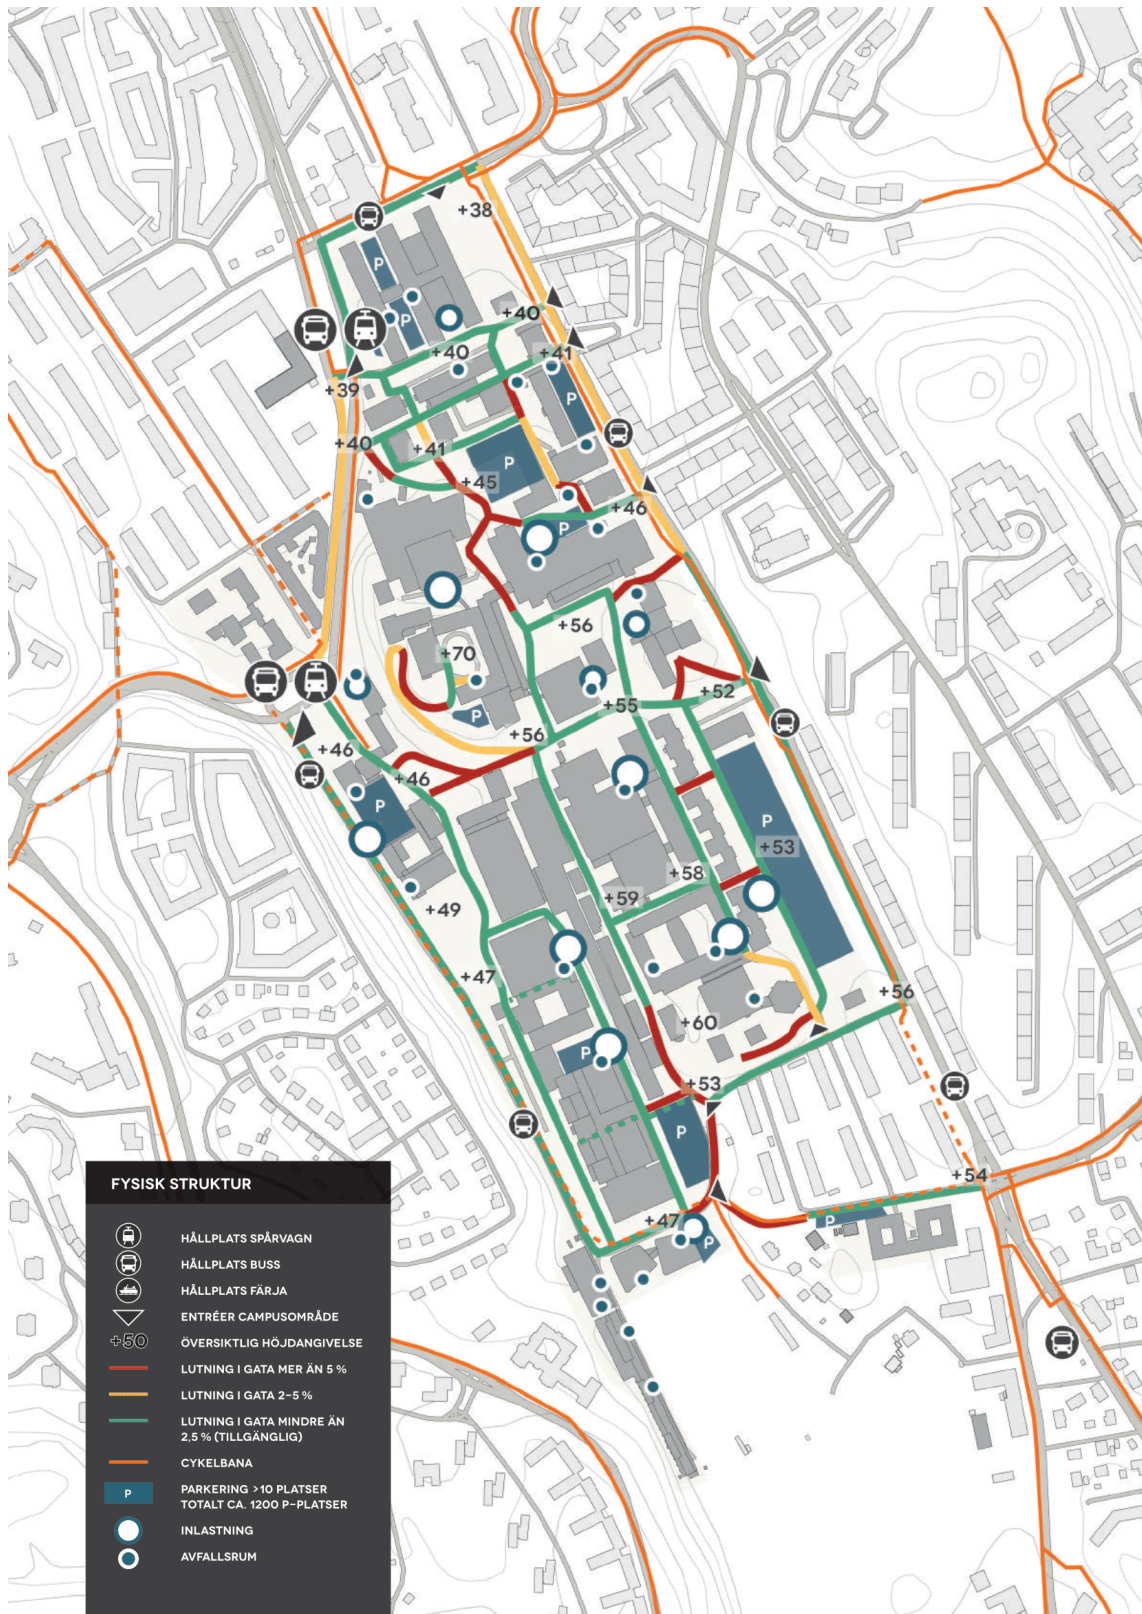 +38
P
+40
P
+40
+41
+39
P
+40
+41
P
+45
+46
P
+56
+70
+52
+55
P
+56
+46
+46
P
P
+53
+58
+59
+49
+47
+56
+60
P
+53
P
+54
+47
P
P
FYSISK STRUKTUR
HÅLLPLATS SPÅRVAGN
HÅLLPLATS BUSS
HÅLLPLATS FÄRJA
ENTRÉER CAMPUSOMRÅDE
+50 ÖVERSIKTLIG HÖJDANGIVELSE
LUTNING I GATA MER ÄN 5 %
LUTNING I GATA 2–5 %
LUTNING I GATA MINDRE ÄN
2,5 % (TILLGÄNGLIG)
CYKELBANA
P PARKERING >10 PLATSER
TOTALT CA. 1200 P–PLATSER
INLASTNING
AVFALLSRUM